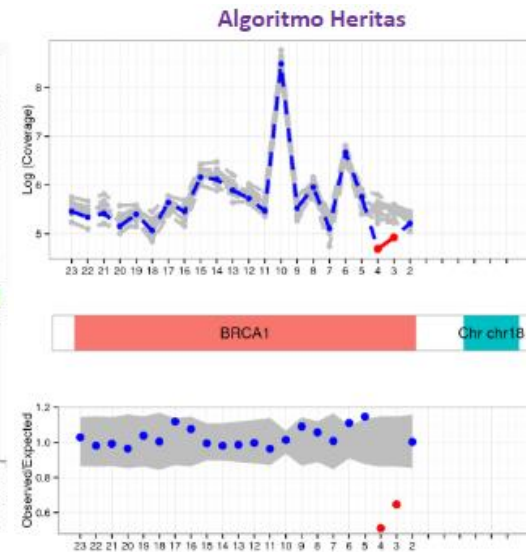 Algoritmo Heritas
Log (Coverage)
8
7
6
5
23 22 21 20 19 18 17 16 15 14 13 12 11 10 9 8 7 6 5 4 3 2
BRCA1
Chr chr18
Observed/Expected
1.2
1.0
0.8
0.6
23 22 21 20 19 18 17 16 15 14 13 12 11 10 9 8 7 6 5 4 3 2